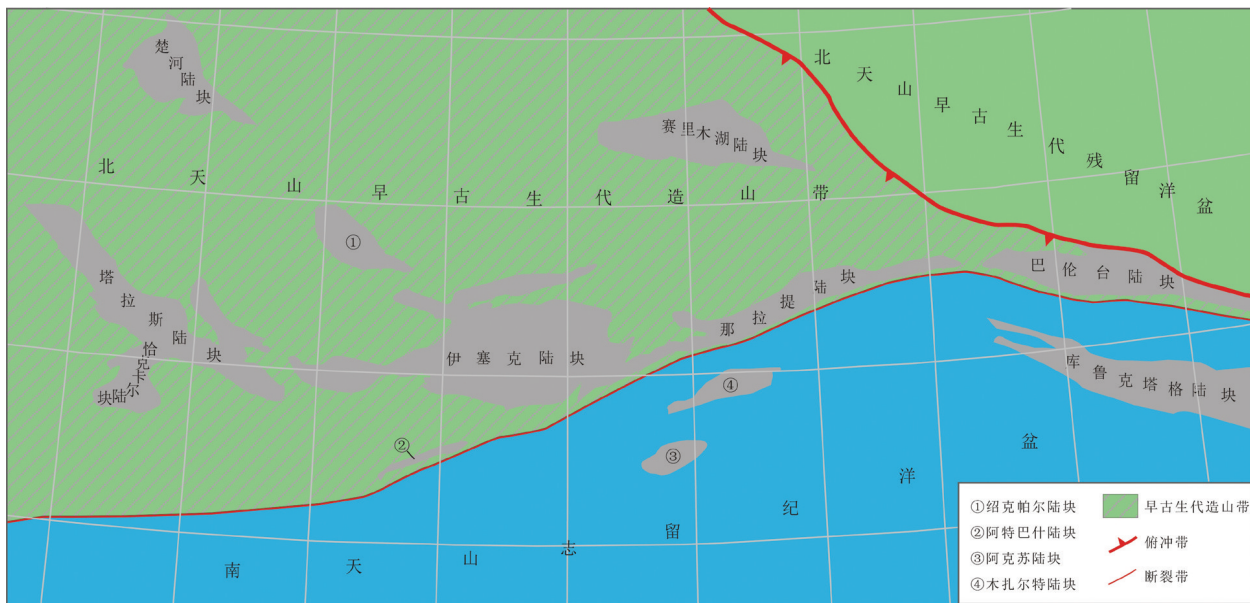 楚河陆块
北天山早古生代残留洋盆
赛里木湖陆块
北天山早古生代造山带
①
塔拉斯陆块
巴伦台陆块
那拉提陆块
伊塞克陆块
恰克卡尔陆块
库鲁克塔格陆块
④
②
③
南天山志留纪洋盆
①绍克帕尔陆块
②阿特巴什陆块
③阿克苏陆块
④木扎尔特陆块
早古生代造山带
俯冲带
断裂带